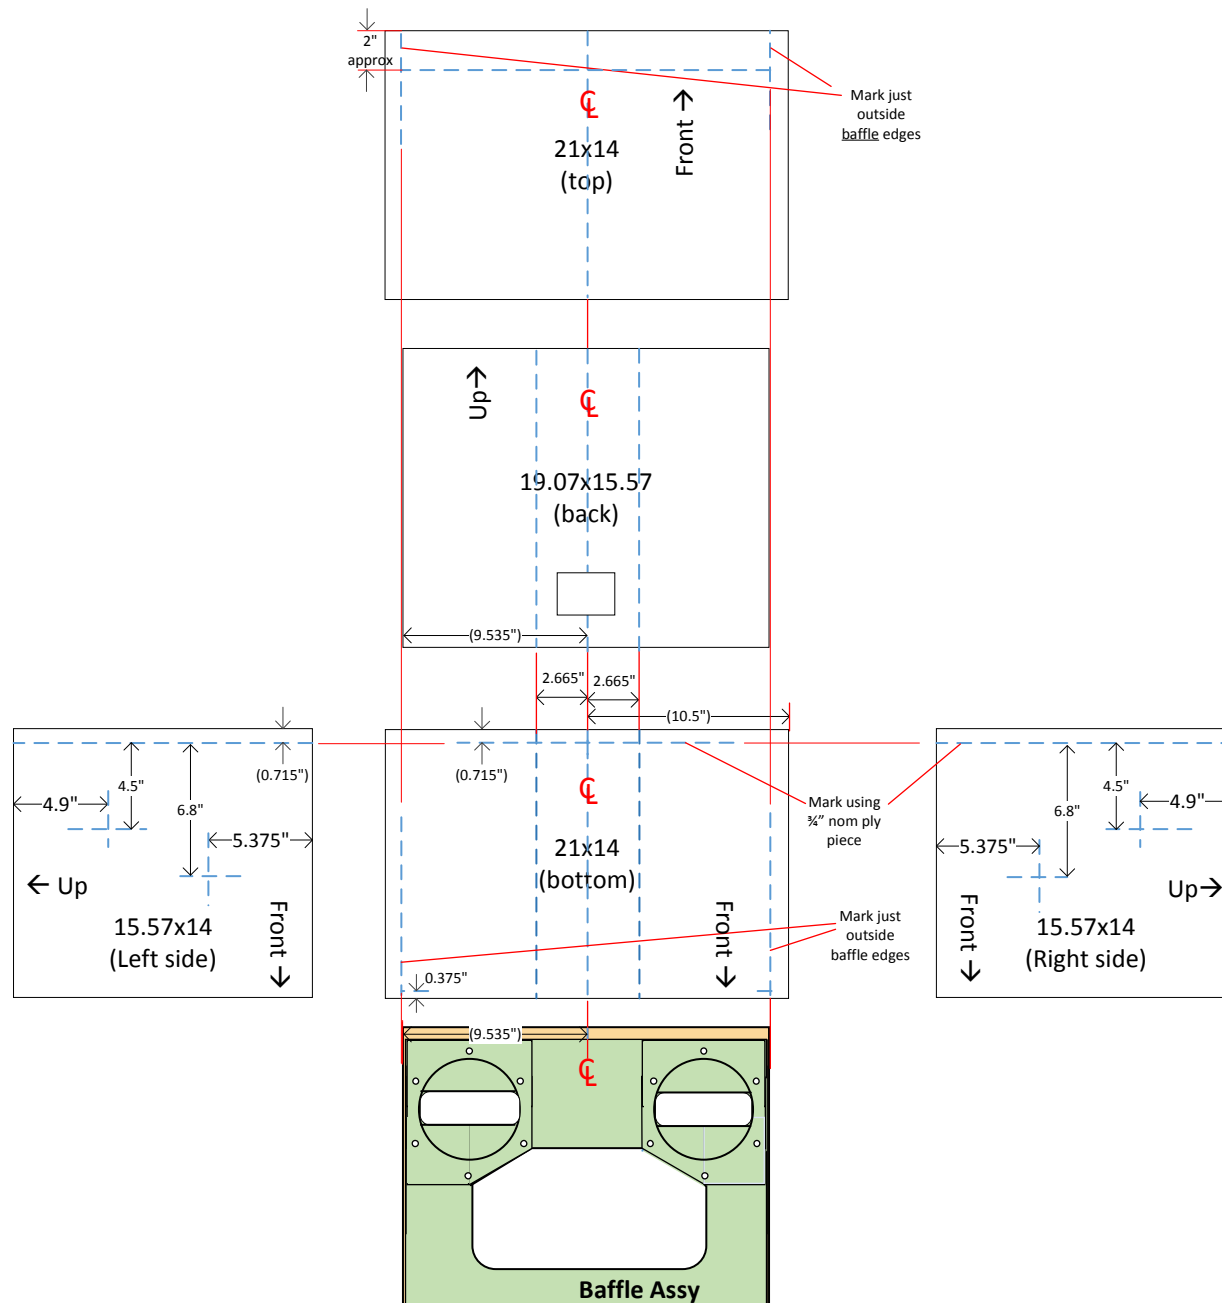 2"
approx
℄
Front →
21x14
(top)
Mark just
outside
baffle edges
Up→
℄
19.07x15.57
(back)
(9.535")
2.665"
2.665"
(10.5")
(0.715")
4.5"
6.8"
4.9"
5.375"
← Up
Front →
15.57x14
(Left side)
(0.715")
℄
21x14
(bottom)
Front →
0.375"
Mark using
¾” nom ply
piece
Mark just
outside
baffle edges
4.5"
6.8"
4.9"
5.375"
Up→
Front →
15.57x14
(Right side)
(9.535")
℄
Baffle Assy